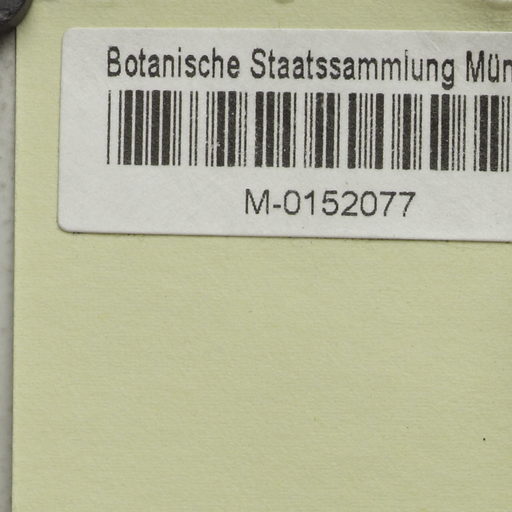 Botanische Staatssammlung Mün
M-0152077